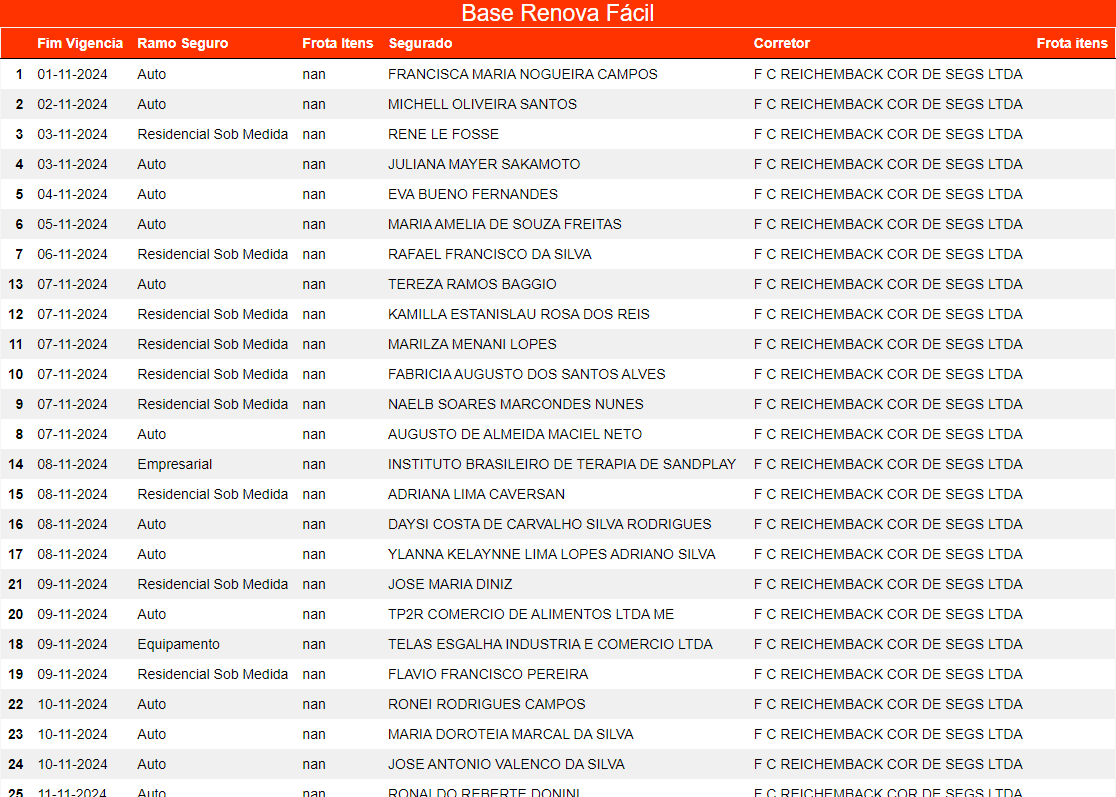 Base Renova Fácil
Fim Vigencia Ramo Seguro Frota Itens Segurado Corretor Frota itens
1 01-11-2024 Auto nan FRANCISCA MARIA NOGUEIRA CAMPOS F C REICHEMBACK COR DE SEGS LTDA
2 02-11-2024 Auto nan MICHELL OLIVEIRA SANTOS F C REICHEMBACK COR DE SEGS LTDA
3 03-11-2024 Residencial Sob Medida nan RENE LE FOSSE F C REICHEMBACK COR DE SEGS LTDA
4 03-11-2024 Auto nan JULIANA MAYER SAKAMOTO F C REICHEMBACK COR DE SEGS LTDA
5 04-11-2024 Auto nan EVA BUENO FERNANDES F C REICHEMBACK COR DE SEGS LTDA
6 05-11-2024 Auto nan MARIA AMELIA DE SOUZA FREITAS F C REICHEMBACK COR DE SEGS LTDA
7 06-11-2024 Residencial Sob Medida nan RAFAEL FRANCISCO DA SILVA F C REICHEMBACK COR DE SEGS LTDA
13 07-11-2024 Auto nan TEREZA RAMOS BAGGIO F C REICHEMBACK COR DE SEGS LTDA
12 07-11-2024 Residencial Sob Medida nan KAMILLA ESTANISLAU ROSA DOS REIS F C REICHEMBACK COR DE SEGS LTDA
11 07-11-2024 Residencial Sob Medida nan MARILZA MENANI LOPES F C REICHEMBACK COR DE SEGS LTDA
10 07-11-2024 Residencial Sob Medida nan FABRICIA AUGUSTO DOS SANTOS ALVES F C REICHEMBACK COR DE SEGS LTDA
9 07-11-2024 Residencial Sob Medida nan NAELB SOARES MARCONDES NUNES F C REICHEMBACK COR DE SEGS LTDA
8 07-11-2024 Auto nan AUGUSTO DE ALMEIDA MACIEL NETO F C REICHEMBACK COR DE SEGS LTDA
14 08-11-2024 Empresarial nan INSTITUTO BRASILEIRO DE TERAPIA DE SANDPLAY F C REICHEMBACK COR DE SEGS LTDA
15 08-11-2024 Residencial Sob Medida nan ADRIANA LIMA CAVERSAN F C REICHEMBACK COR DE SEGS LTDA
16 08-11-2024 Auto nan DAYSI COSTA DE CARVALHO SILVA RODRIGUES F C REICHEMBACK COR DE SEGS LTDA
17 08-11-2024 Auto nan YLANNA KELAYNNE LIMA LOPES ADRIANO SILVA F C REICHEMBACK COR DE SEGS LTDA
21 09-11-2024 Residencial Sob Medida nan JOSE MARIA DINIZ F C REICHEMBACK COR DE SEGS LTDA
20 09-11-2024 Auto nan TP2R COMERCIO DE ALIMENTOS LTDA ME F C REICHEMBACK COR DE SEGS LTDA
18 09-11-2024 Equipamento nan TELAS ESGALHA INDUSTRIA E COMERCIO LTDA F C REICHEMBACK COR DE SEGS LTDA
19 09-11-2024 Residencial Sob Medida nan FLAVIO FRANCISCO PEREIRA F C REICHEMBACK COR DE SEGS LTDA
22 10-11-2024 Auto nan RONEI RODRIGUES CAMPOS F C REICHEMBACK COR DE SEGS LTDA
23 10-11-2024 Auto nan MARIA DOROTEIA MARCAL DA SILVA F C REICHEMBACK COR DE SEGS LTDA
24 10-11-2024 Auto nan JOSE ANTONIO VALENCO DA SILVA F C REICHEMBACK COR DE SEGS LTDA
25 11-11-2024 Auto nan RONALDO REBERTE DONINI F C REICHEMBACK COR DE SEGS LTDA